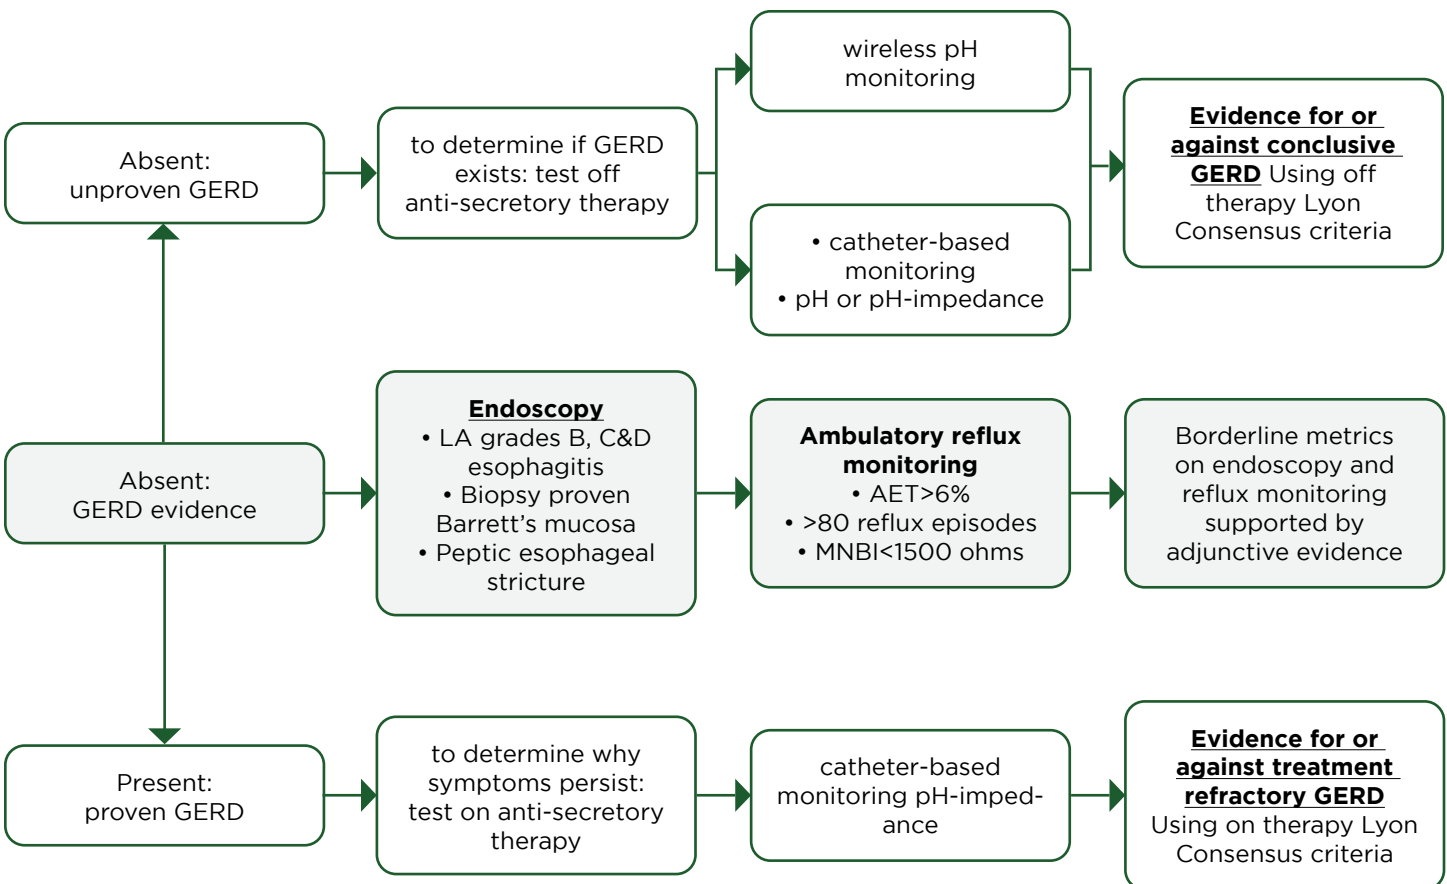 Absent:
unproven GERD
to determine if GERD
exists: test off
anti-secretory therapy
wireless pH
monitoring
• catheter-based
monitoring
• pH or pH-impedance
Evidence for or
against conclusive
GERD Using off
therapy Lyon
Consensus criteria
Absent:
GERD evidence
Endoscopy
• LA grades B, C&D
esophagitis
• Biopsy proven
Barrett's mucosa
• Peptic esophageal
stricture
Ambulatory reflux
monitoring
• AET>6%
• >80 reflux episodes
• MNBI<1500 ohms
Borderline metrics
on endoscopy and
reflux monitoring
supported by
adjunctive evidence
Present:
proven GERD
to determine why
symptoms persist:
test on anti-secretory
therapy
catheter-based
monitoring pH-imped-
ance
Evidence for or
against treatment
refractory GERD
Using on therapy Lyon
Consensus criteria